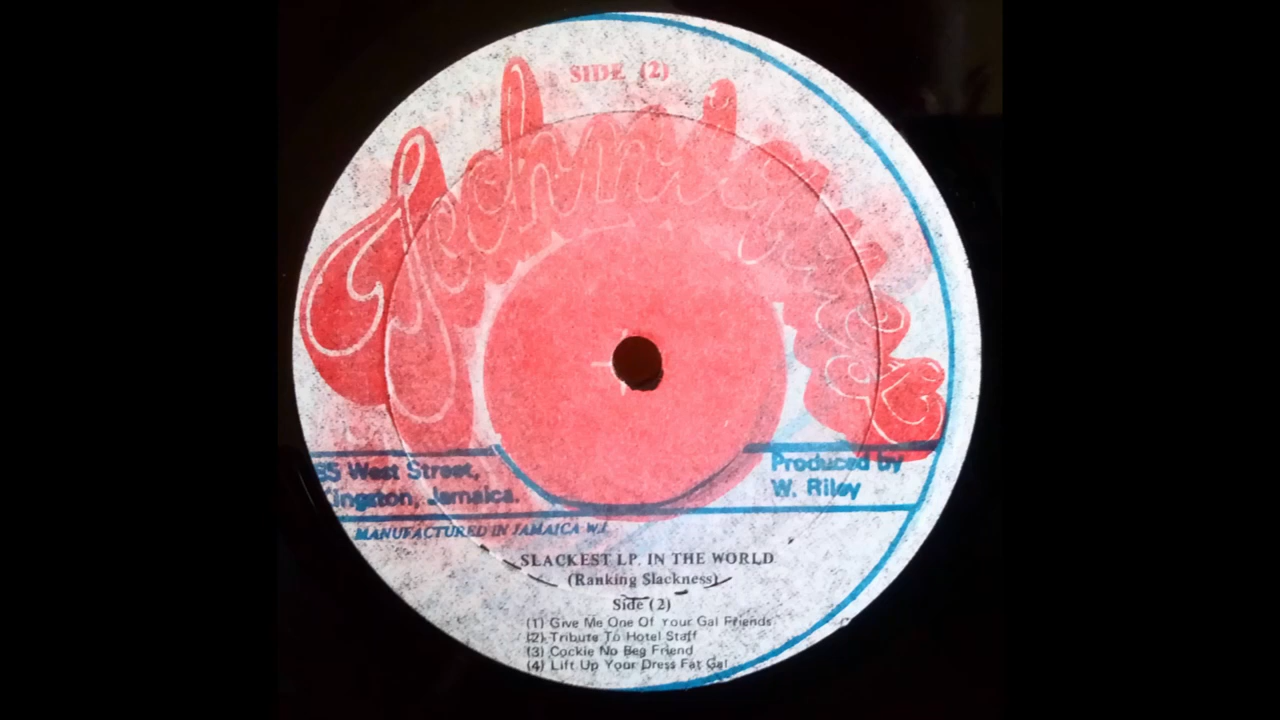 SIDE (2)
Techniques
Produced by
W. Riley
85 West Street,
Kingston, Jamaica.
MANUFACTURED IN JAMAICA W.I.
SLACKEST LP. IN THE WORLD
(Ranking Slackness)
Side (2)
(1) Give Me One Of Your Gal Friends
(2) Tribute To Hotel Staff
(3) Cockie No Beg Friend
(4) Lift Up Your Dress Fat Gal